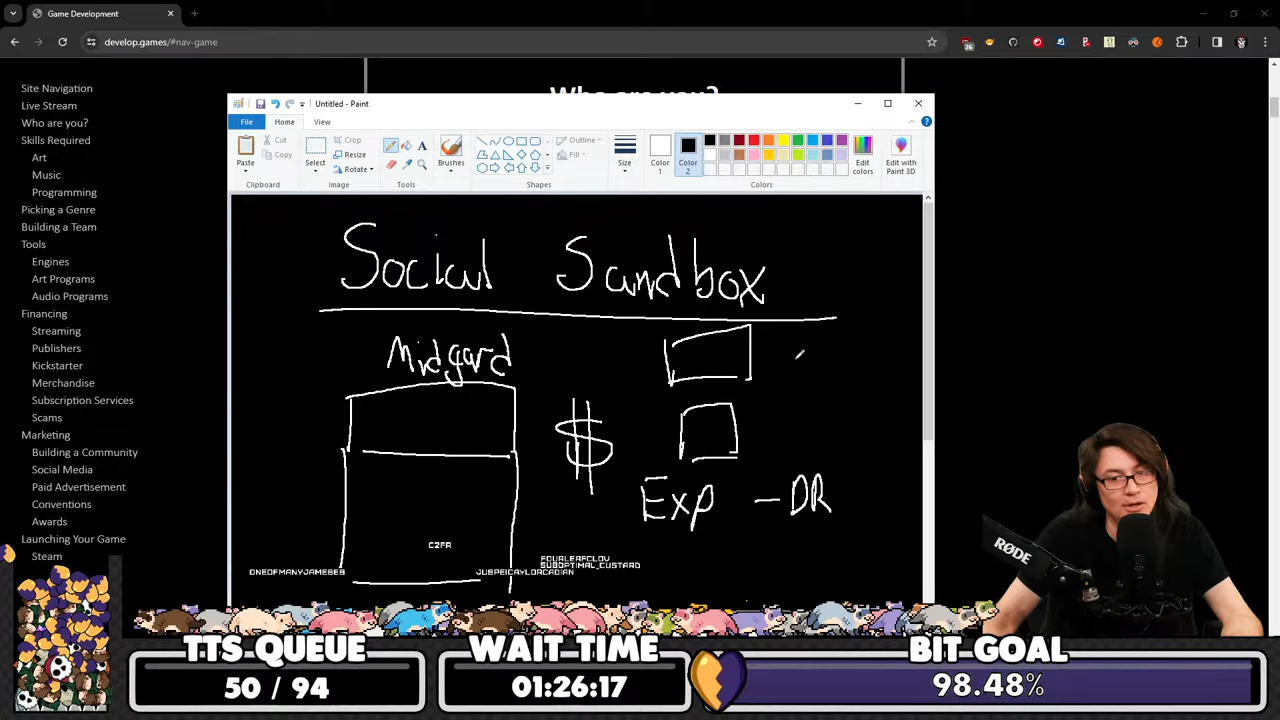 Game Development
develop.games/#nav-game
Site Navigation
Live Stream
Who are you?
Skills Required
Art
Music
Programming
Picking a Genre
Building a Team
Tools
Engines
Art Programs
Audio Programs
Financing
Streaming
Publishers
Kickstarter
Merchandise
Subscription Services
Scams
Marketing
Building a Community
Social Media
Paid Advertisement
Conventions
Awards
Launching Your Game
Steam
Who are you?
Untitled - Paint
File Home View
Paste
Cut
Copy
Clipboard
Select
Crop
Resize
Rotate
Image
A
Tools
Brushes
Shapes
Outline
Fill
Size
Color 1
Color 2
Colors
Edit colors
Edit with Paint 3D
Social Sandbox
Midgard
$
Exp - DR
C2FR
ONEOFMANYJAMESES
JUSPEICAYLORCADIAN
FOURLEAFCLOV
SUBOPTIMAL_CUSTARD
RØDE
TTS QUEUE
50 / 94
WAIT TIME
01:26:17
BIT GOAL
98.48%